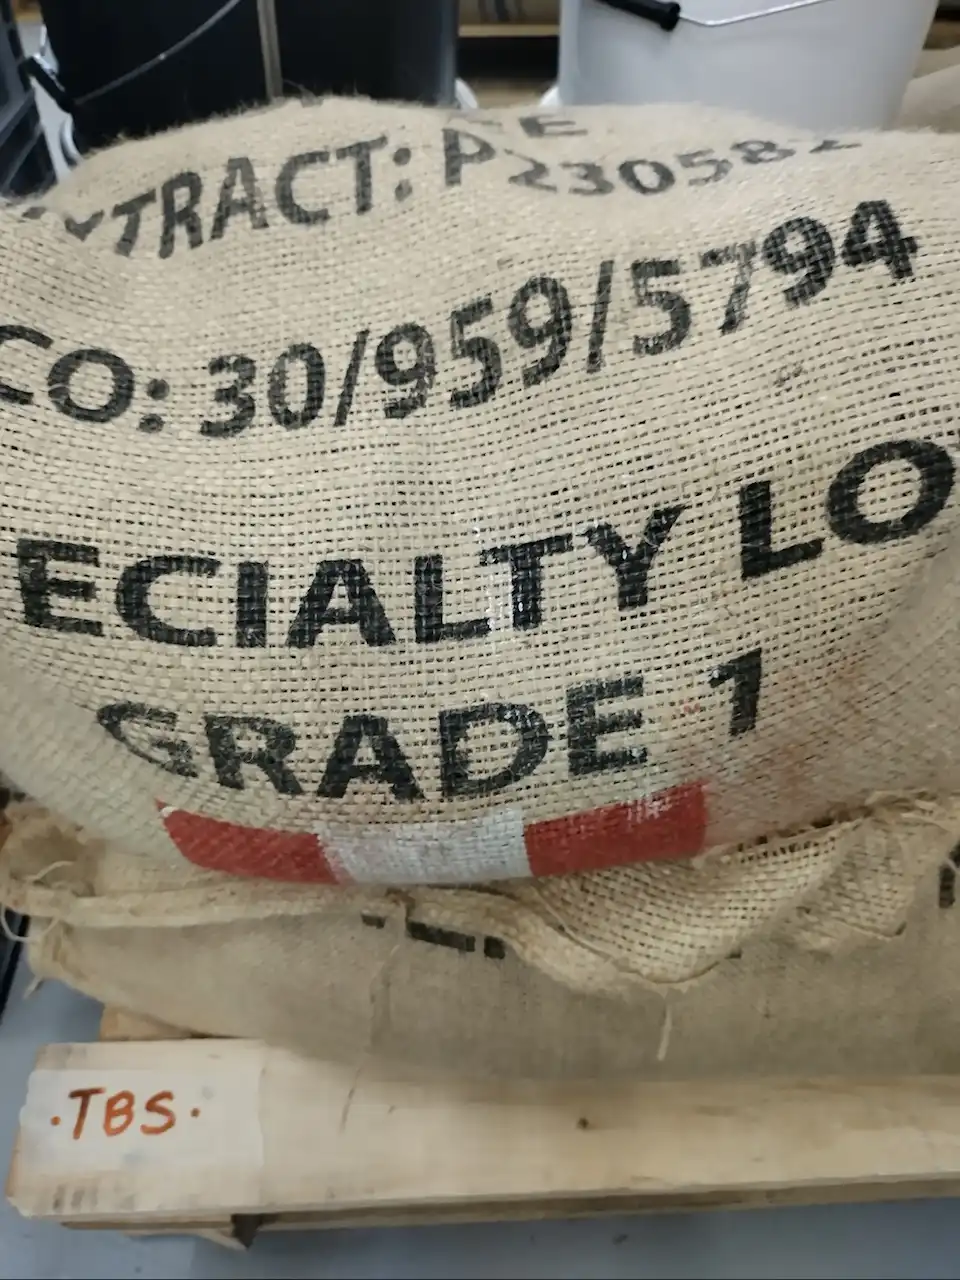 TRACT: P230582
CO: 30/959/5794
ECIALTY LO
GRADE 1
·TBS·